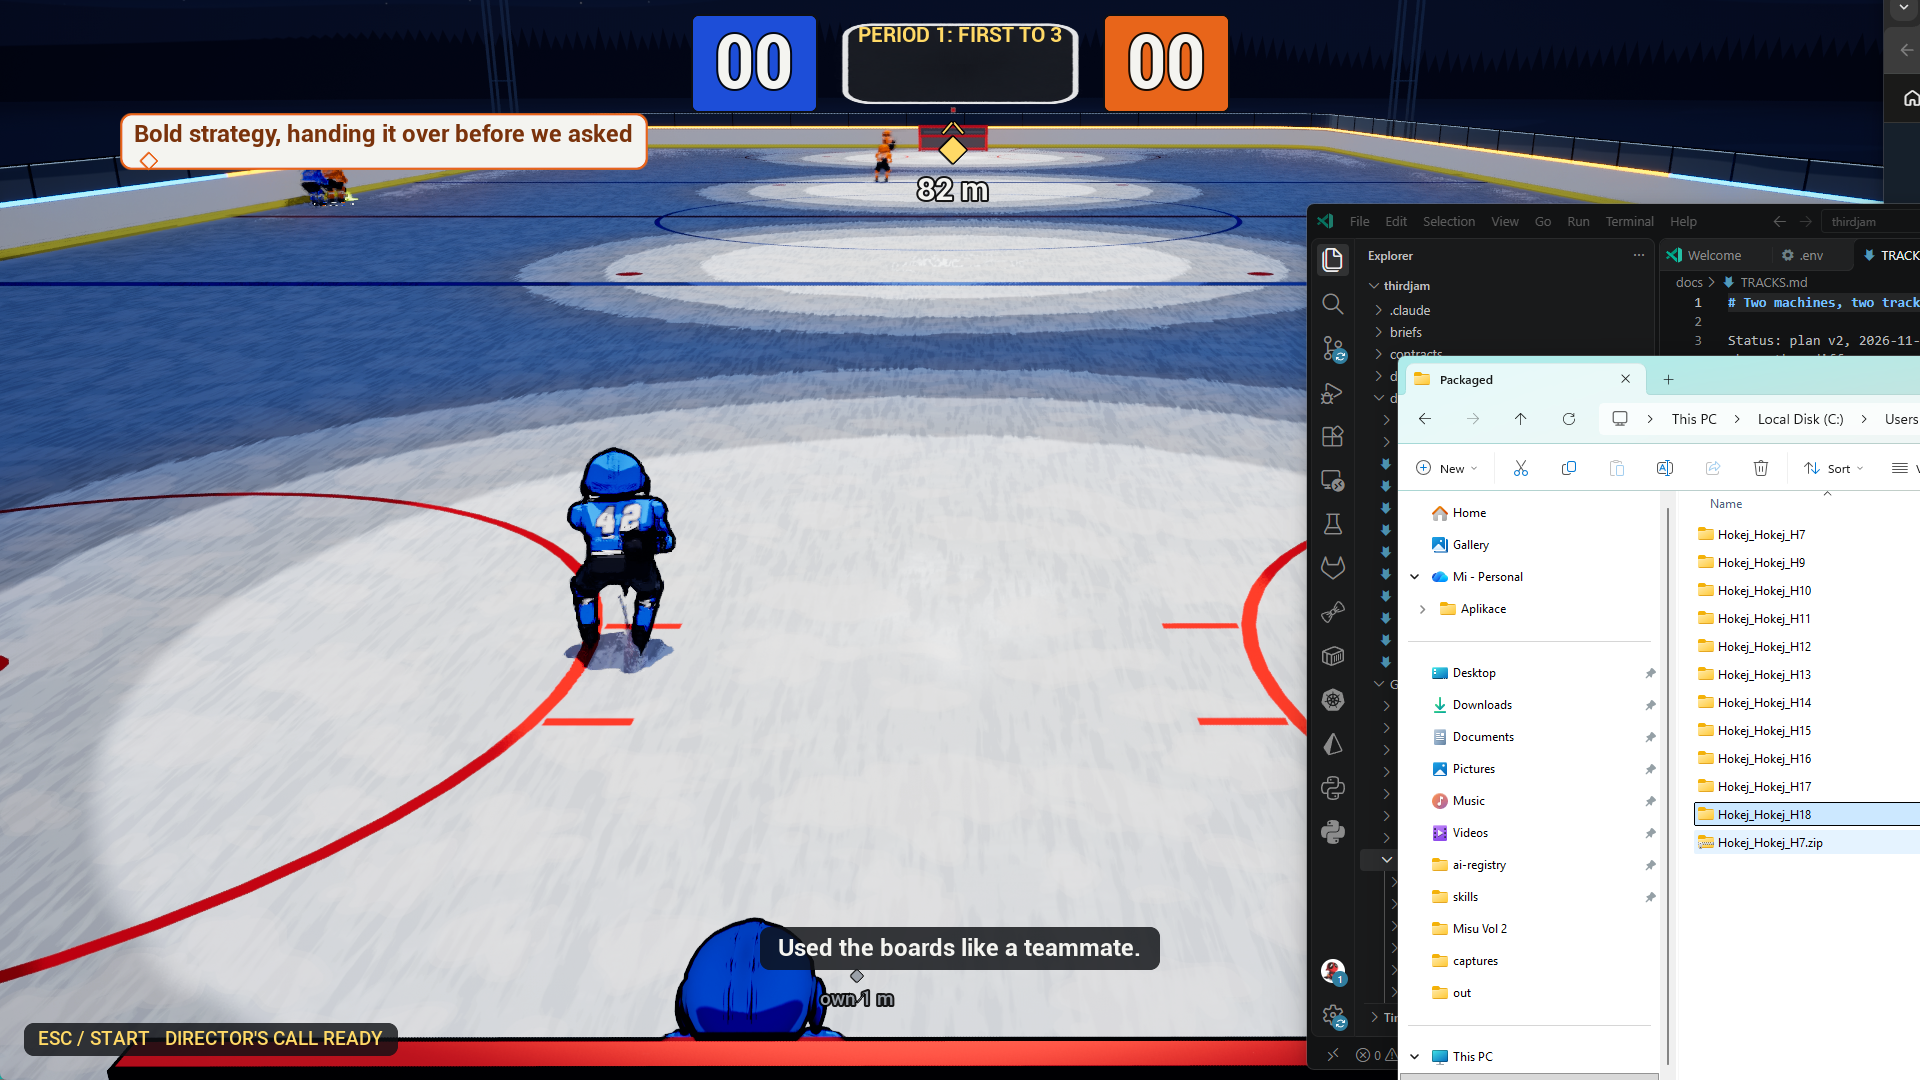 00
PERIOD 1: FIRST TO 3
00
Bold strategy, handing it over before we asked
82 m
42
Used the boards like a teammate.
own 1 m
ESC / START DIRECTOR'S CALL READY
File Edit Selection View Go Run Terminal Help
thirdjam
Explorer
Welcome
.env
TRACK
thirdjam
docs > TRACKS.md
.claude
1 # Two machines, two track
briefs
2
contracts
3 Status: plan v2, 2026-11-
d
d
G
Tir
1
0
Packaged
This PC > Local Disk (C:) > Users
New
Sort
V
Name
Home
Gallery
Mi - Personal
Aplikace
Desktop
Downloads
Documents
Pictures
Music
Videos
ai-registry
skills
Misu Vol 2
captures
out
This PC
Hokej_Hokej_H7
Hokej_Hokej_H9
Hokej_Hokej_H10
Hokej_Hokej_H11
Hokej_Hokej_H12
Hokej_Hokej_H13
Hokej_Hokej_H14
Hokej_Hokej_H15
Hokej_Hokej_H16
Hokej_Hokej_H17
Hokej_Hokej_H18
Hokej_Hokej_H7.zip